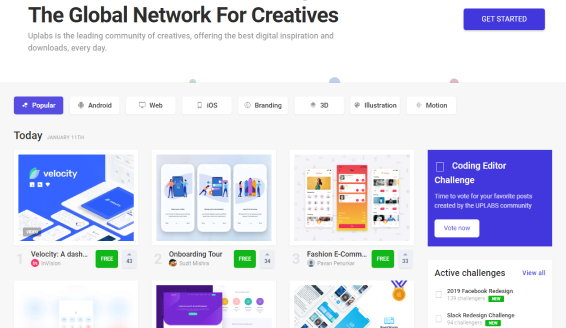 The Global Network For Creatives
Uplabs is the leading community of creatives, offering the best digital inspiration and
downloads, every day.
GET STARTED
Popular
Android
Web
iOS
Branding
3D
Illustration
Motion
Today JANUARY 11TH
velocity
1 Velocity: A dash...
InVision
FREE
43
2 Onboarding Tour
Sujit Mishra
FREE
34
3 Fashion E-Comm...
Pavan Penuhar
FREE
33
Coding Editor
Challenge
Time to vote for your favorite posts
created by the UPLABS community
Vote now
Active challenges View all
2019 Facebook Redesign
139 challengers NEW
Slack Redesign Challenge
94 challengers NEW